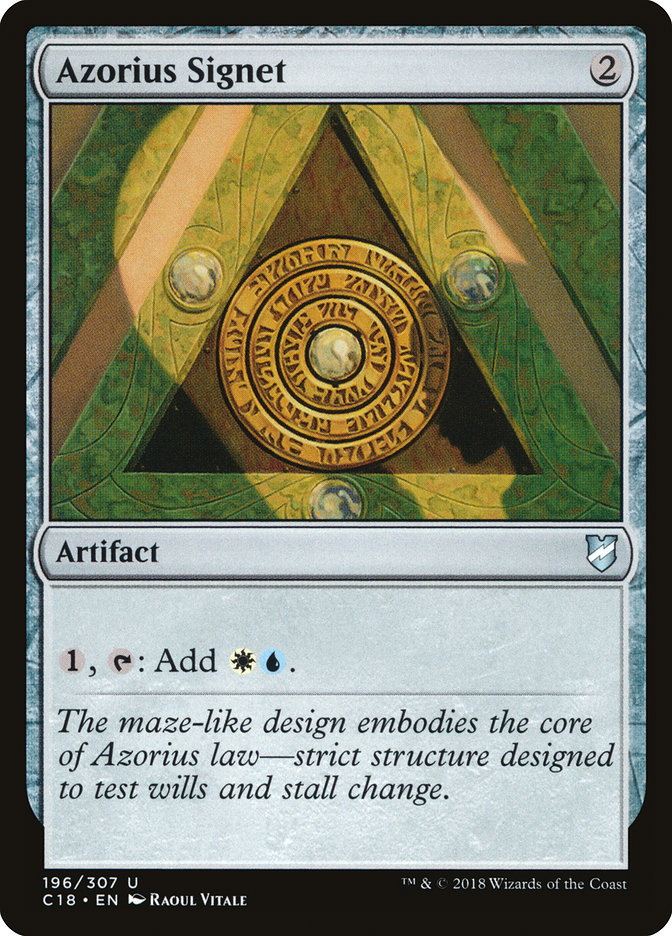 Azorius Signet 2
Artifact
1, : Add .
The maze-like design embodies the core
of Azorius law—strict structure designed
to test wills and stall change.
196/307 U
C18 • EN Raoul Vitale
™ & © 2018 Wizards of the Coast